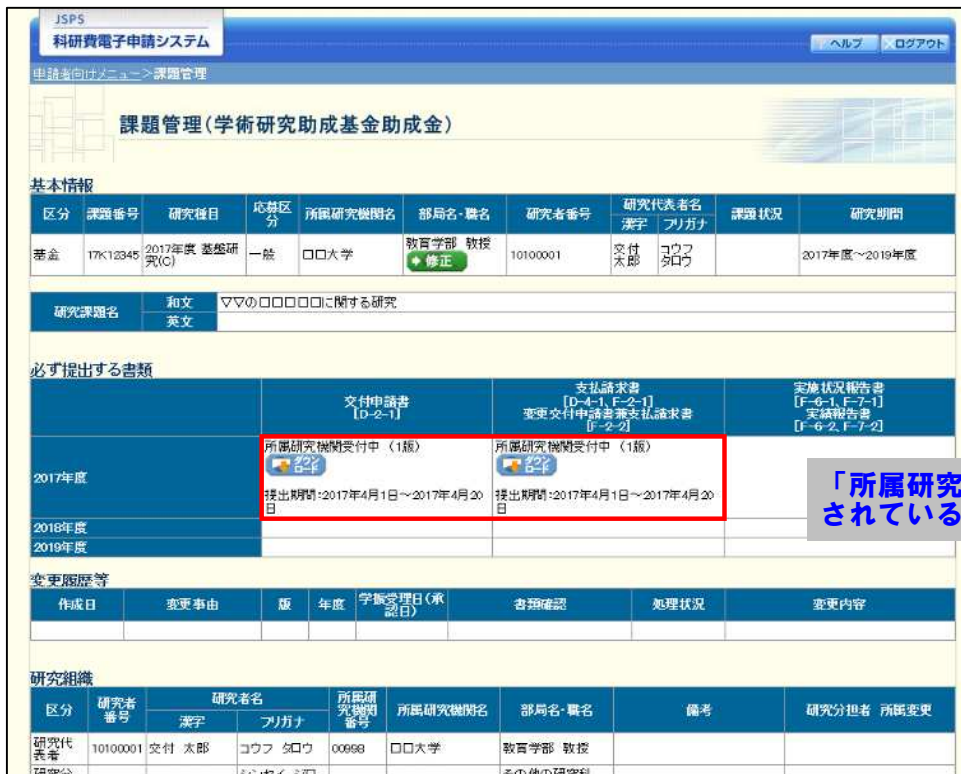 JSPS
科研費電子申請システム
ヘルプ
ログアウト
申請者向けメニュー>課題管理
課題管理(学術研究助成基金助成金)
基本情報
区分 課題番号 研究種目 応募区分 所属研究機関名 部局名・職名 研究者番号 研究代表者名 漢字 フリガナ 課題状況 研究期間
基金 17K12345 2017年度 基盤研究(C) 一般 口口大学 教育学部 教授 修正 10100001 交付 太郎 コウフ タロウ 2017年度～2019年度
研究課題名 和文 ▽▽の口口口口口に関する研究
英文
必ず提出する書類
交付申請書
[D-2-1]
支払請求書
[D-4-1、F-2-1]
変更交付申請書兼支払請求書
[F-2-2]
実施状況報告書
[F-6-1、F-7-1]
実績報告書
[F-6-2、F-7-2]
2017年度
所属研究機関受付中 (1版)
ダウンロード
提出期間:2017年4月1日～2017年4月20日
所属研究機関受付中 (1版)
ダウンロード
提出期間:2017年4月1日～2017年4月20日
「所属研究
されている
2018年度
2019年度
変更履歴等
作成日 変更事由 版 年度 学振受理日(承認日) 書類確認 処理状況 変更内容
研究組織
区分 研究者番号 研究者名 漢字 フリガナ 所属研究機関番号 所属研究機関名 部局名・職名 備考 研究分担者 所属変更
研究代表者 10100001 交付 太郎 コウフ タロウ 00998 口口大学 教育学部 教授